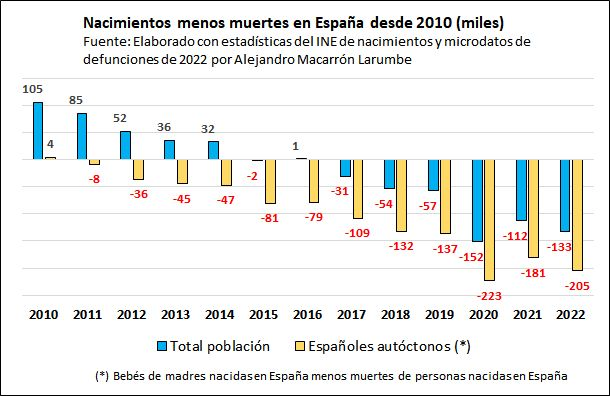 Nacimientos menos muertes en España desde 2010 (miles)
Fuente: Elaborado con estadísticas del INE de nacimientos y microdatos de
defunciones de 2022 por Alejandro Macarrón Larumbe
105 85 52 36 32 -2 1 -31 -54 -57 -152 -112 -133
4 -8 -36 -45 -47 -81 -79 -109 -132 -137 -223 -181 -205
2010 2011 2012 2013 2014 2015 2016 2017 2018 2019 2020 2021 2022
Total población Españoles autóctonos (*)
(*) Bebés de madres nacidas en España menos muertes de personas nacidas en España